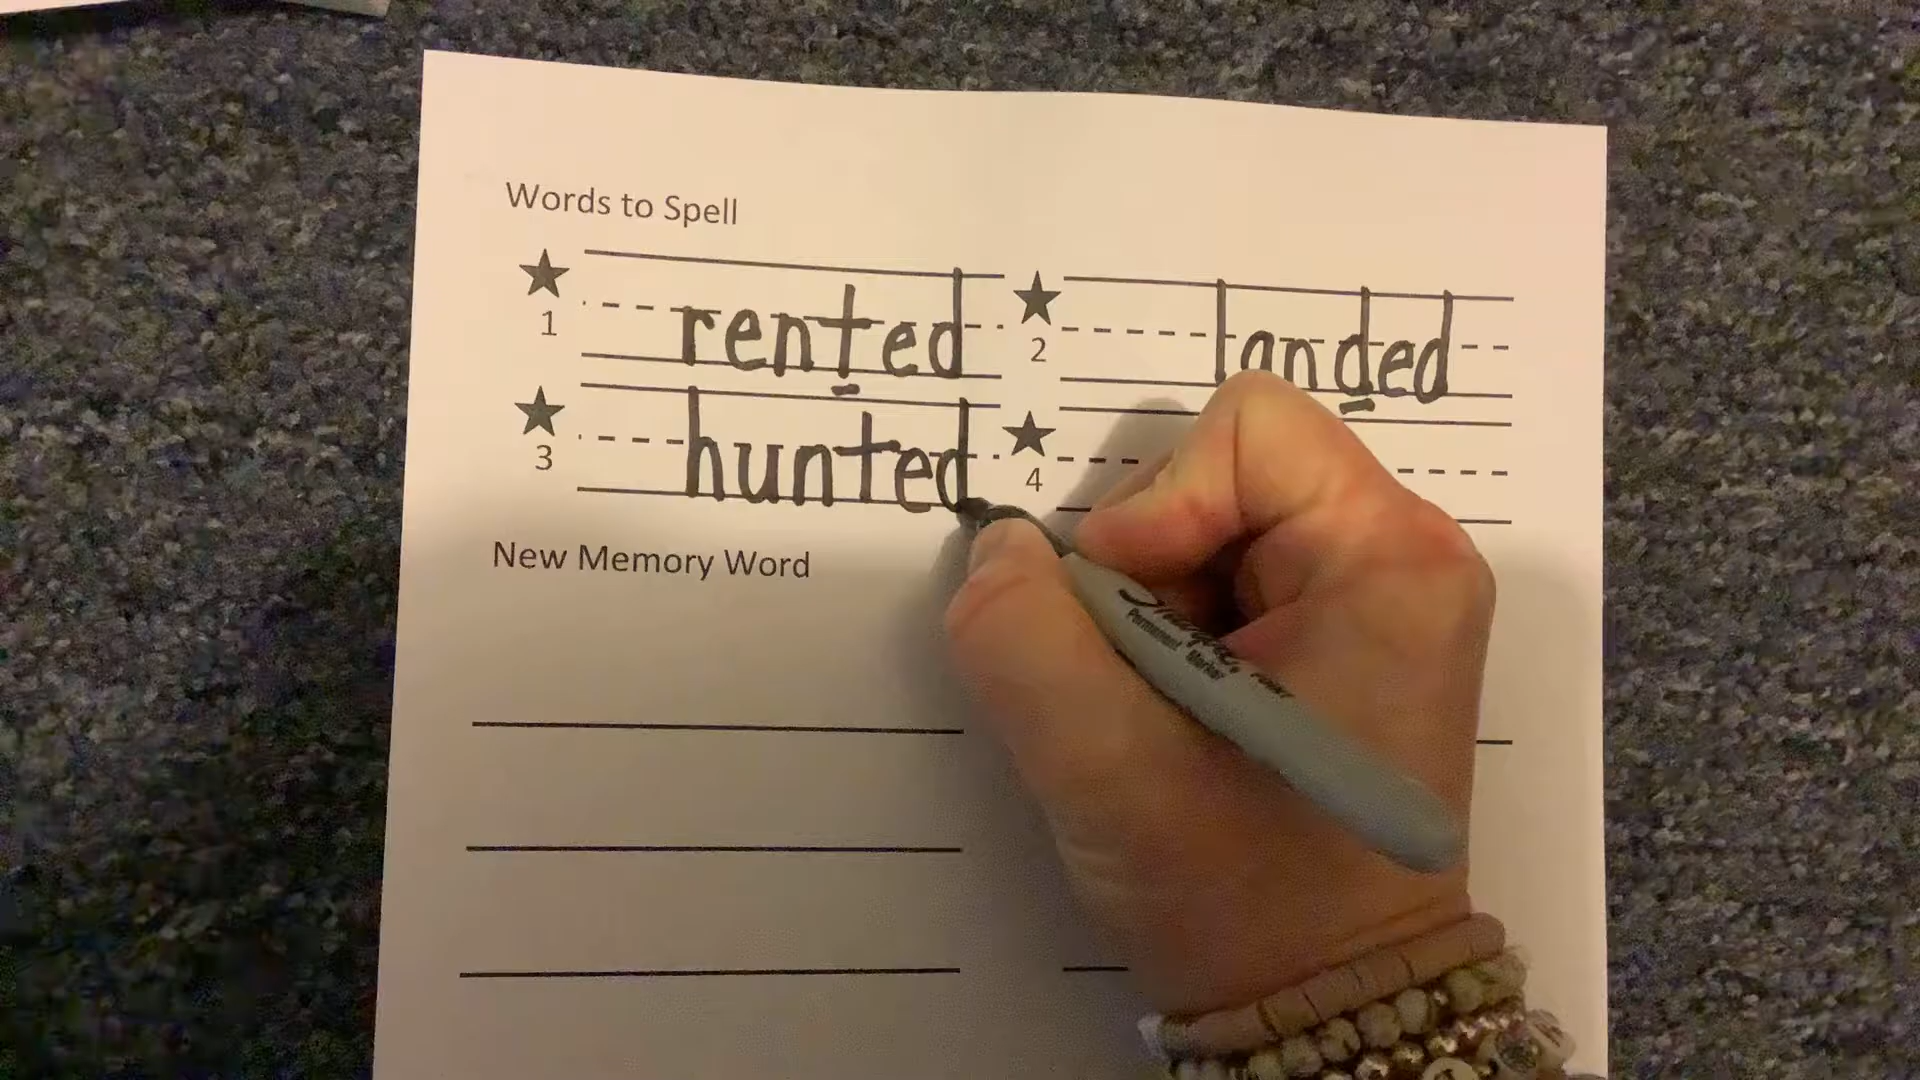 Words to Spell
★ 1 rented ★ 2 landed
★ 3 hunted ★ 4
New Memory Word
Sharpie.
Permanent Marker